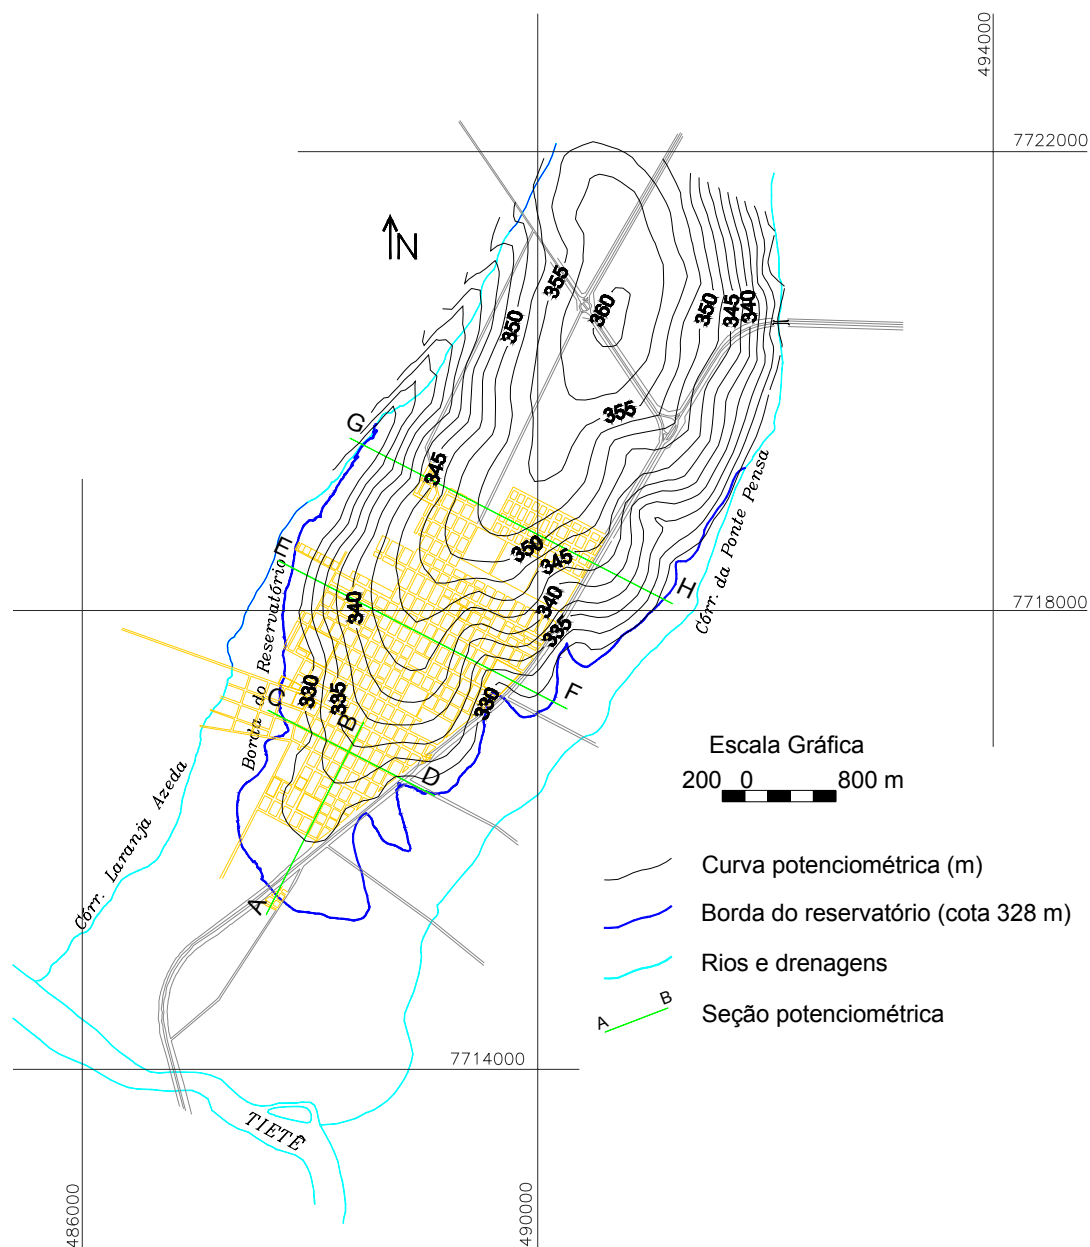 494000
7722000
N
355
360
350
350
345
340
355
G
345
Córr. da Ponte Pensa
E
350
345
H
340
340
335
7718000
Borda do Reservatório
F
330
335
330
C
B
D
Escala Gráfica
200 0 800 m
Córr. Laranja Azeda
A
Curva potenciométrica (m)
Borda do reservatório (cota 328 m)
Rios e drenagens
A B
Seção potenciométrica
7714000
TIETÊ
486000
490000